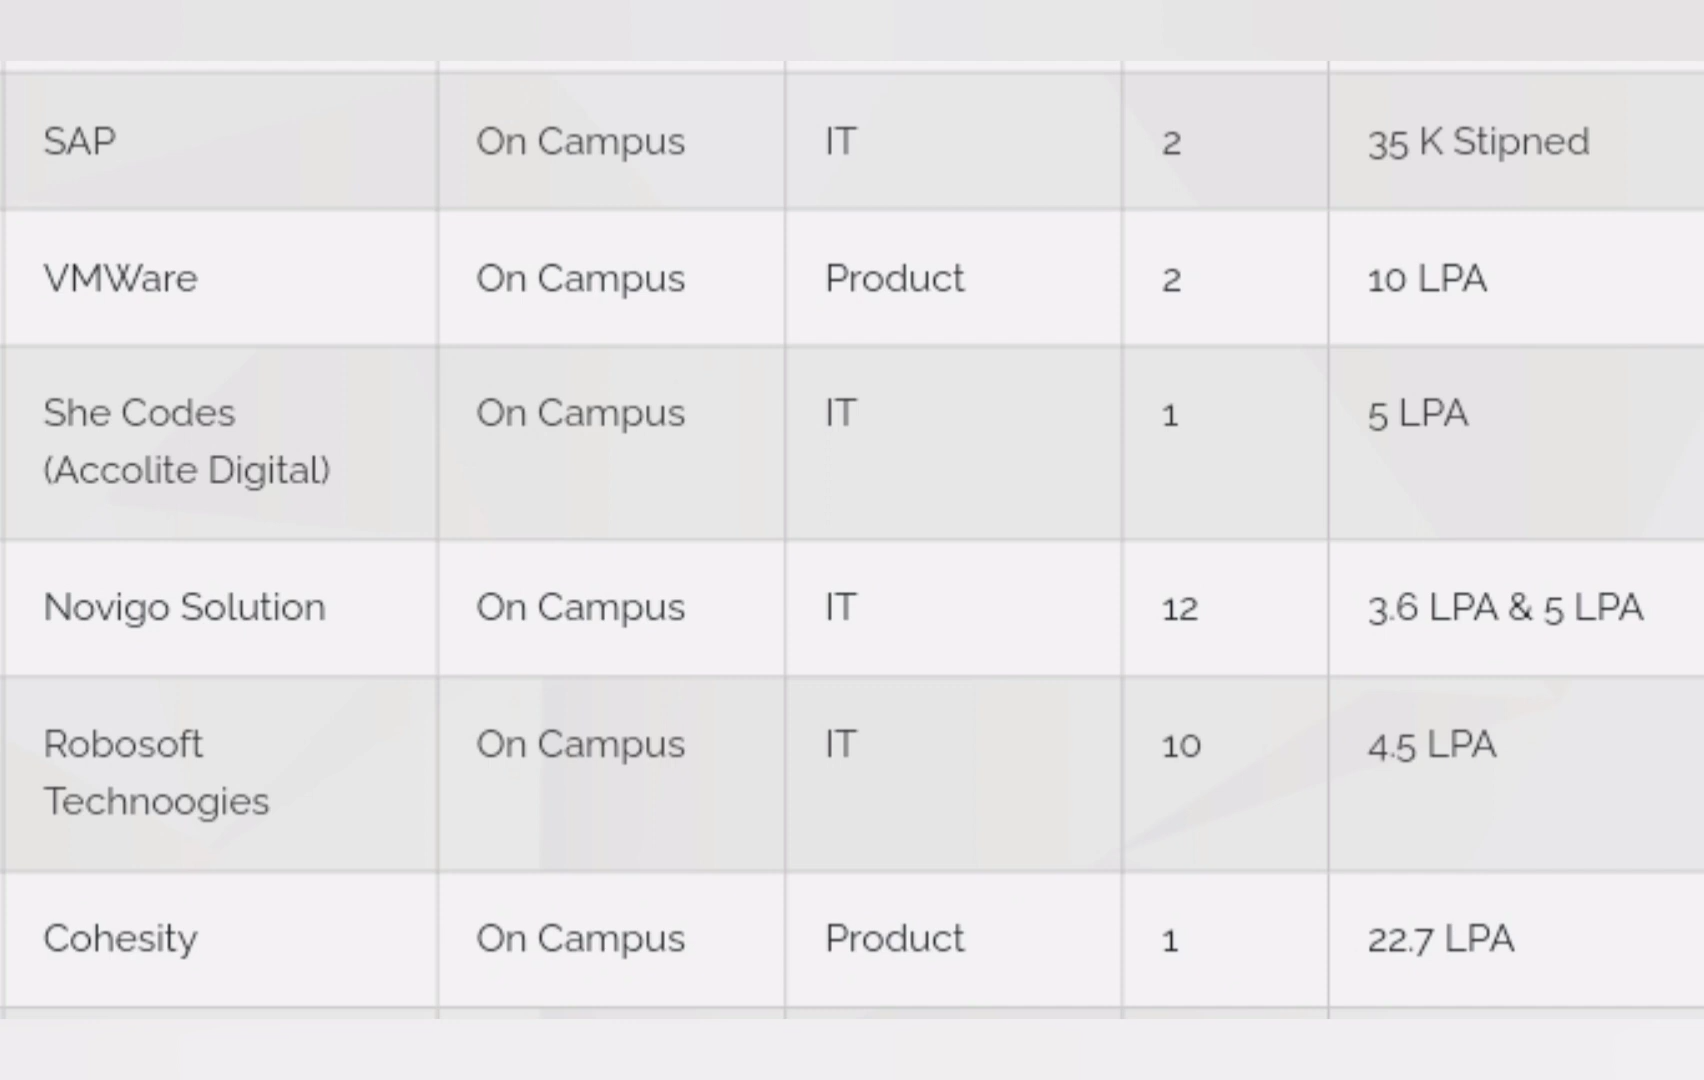 SAP On Campus IT 2 35 K Stipned
VMWare On Campus Product 2 10 LPA
She Codes On Campus IT 1 5 LPA
(Accolite Digital)
Novigo Solution On Campus IT 12 3.6 LPA & 5 LPA
Robosoft On Campus IT 10 4.5 LPA
Technoogies
Cohesity On Campus Product 1 22.7 LPA